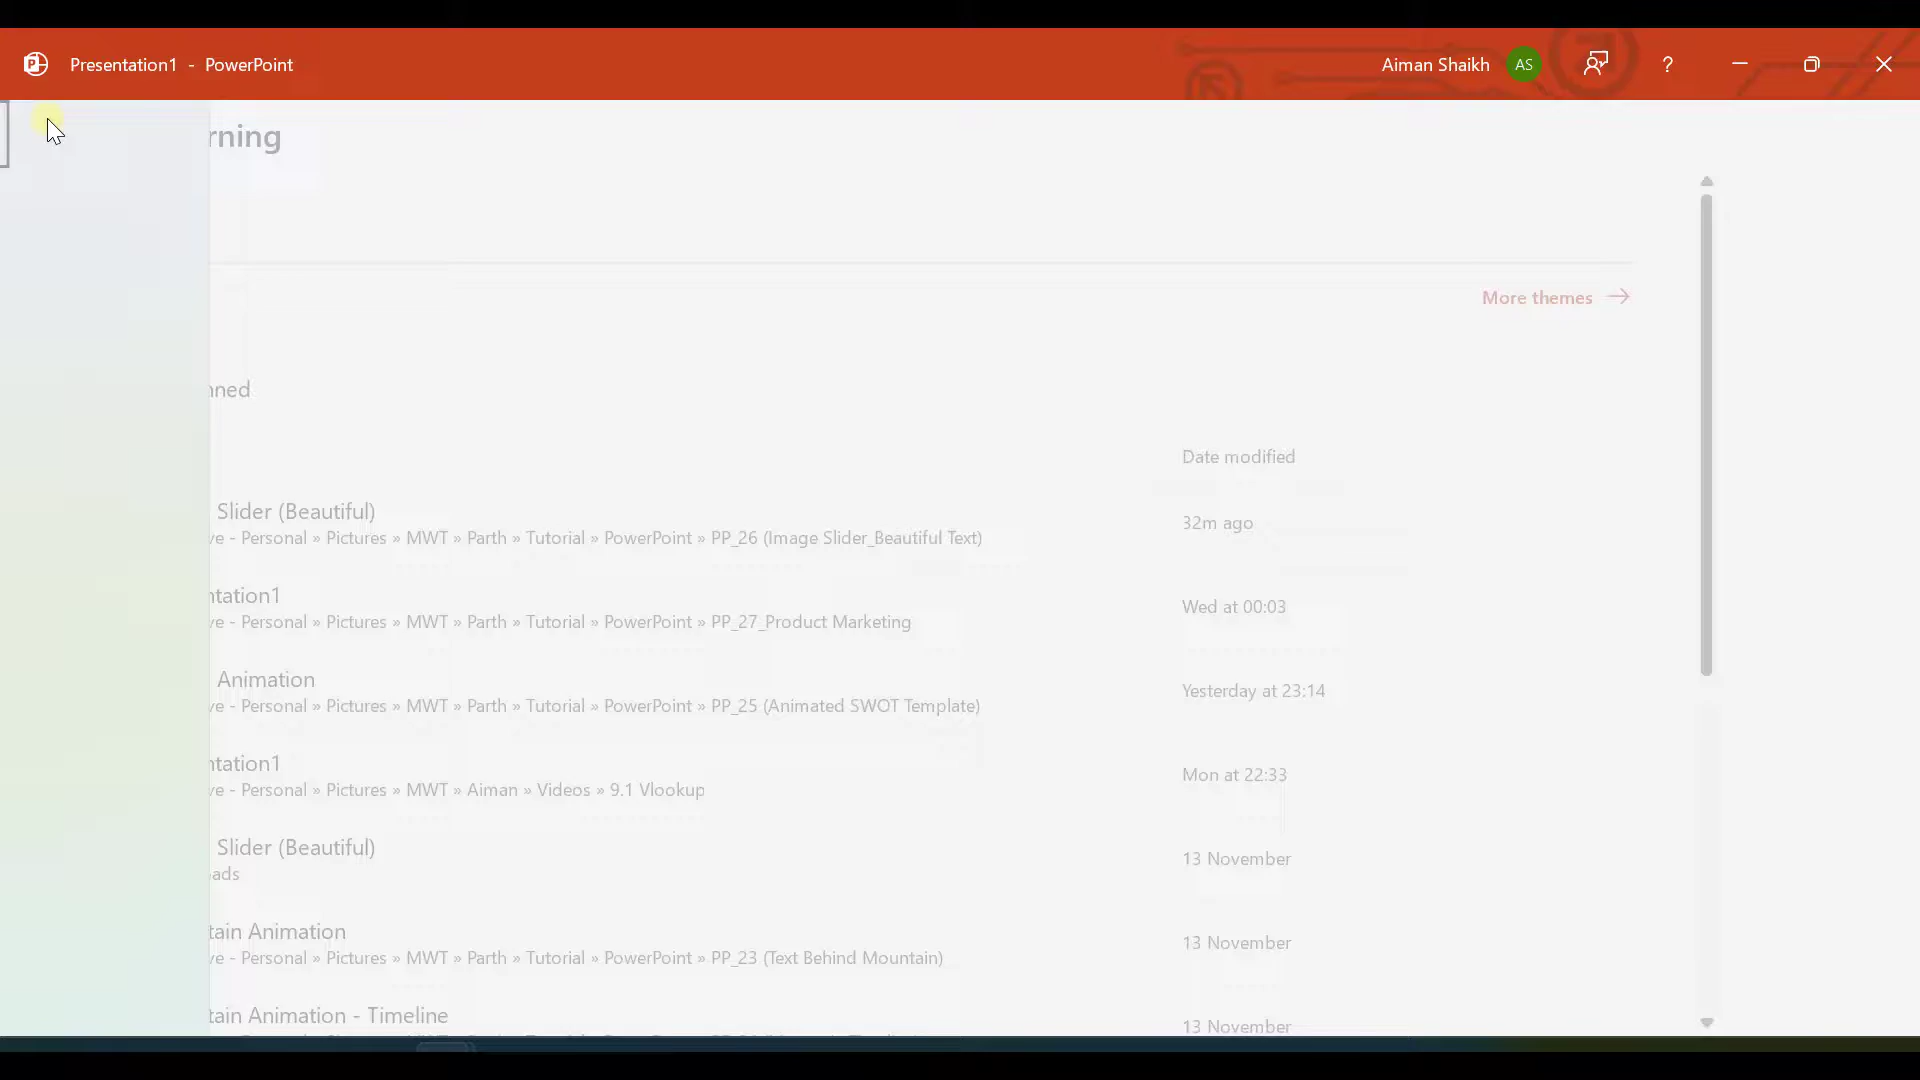 Presentation1 - PowerPoint
Aiman Shaikh AS ?
rning
More themes
nned
Date modified
Slider (Beautiful)
ve - Personal » Pictures » MWT » Parth » Tutorial » PowerPoint » PP_26 (Image Slider_Beautiful Text)
32m ago
ntation1
ve - Personal » Pictures » MWT » Parth » Tutorial » PowerPoint » PP_27_Product Marketing
Wed at 00:03
Animation
ve - Personal » Pictures » MWT » Parth » Tutorial » PowerPoint » PP_25 (Animated SWOT Template)
Yesterday at 23:14
ntation1
ve - Personal » Pictures » MWT » Aiman » Videos » 9.1 Vlookup
Mon at 22:33
Slider (Beautiful)
ads
13 November
tain Animation
ve - Personal » Pictures » MWT » Parth » Tutorial » PowerPoint » PP_23 (Text Behind Mountain)
13 November
tain Animation - Timeline
13 November